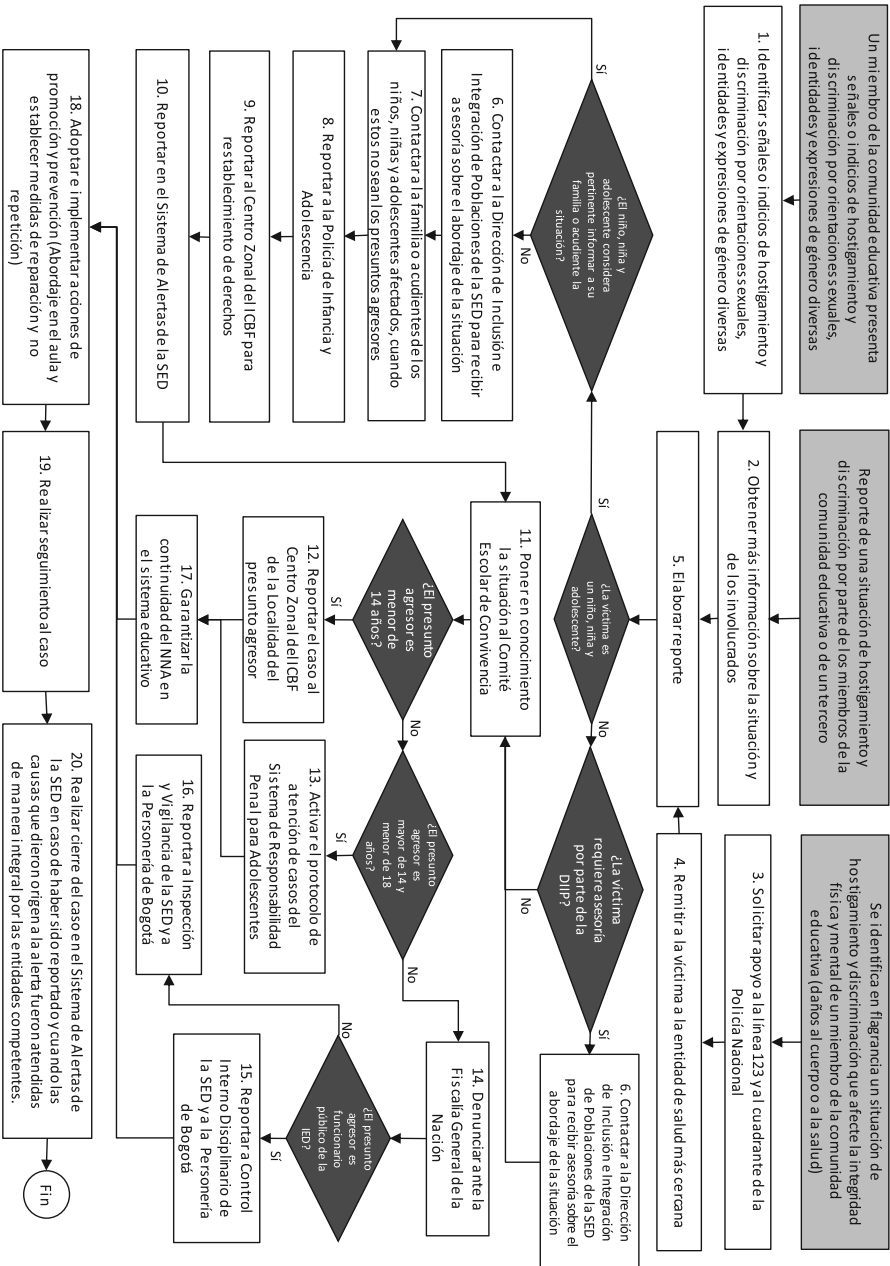 Un miembro de la comunidad educativa presenta
señales o indicios de hostigamiento y
discriminación por orientaciones sexuales,
identidades y expresiones de género diversas
Reporte de una situación de hostigamiento y
discriminación por parte de los miembros de la
comunidad educativa o de un tercero
Se identifica en flagrancia un situación de
hostigamiento y discriminación que afecte la integridad
física y mental de un miembro de la comunidad
educativa (daños al cuerpo o a la salud)
1. Identificar señales o indicios de hostigamiento y
discriminación por orientaciones sexuales,
identidades y expresiones de género diversas
2. Obtener más información sobre la situación y
de los involucrados
3. Solicitar apoyo a la línea 123 y al cuadrante de la
Policía Nacional
5. Elaborar reporte
4. Remitir a la víctima a la entidad de salud más cercana
¿El niño, niña y
adolescente considera
pertinente informar a su
familia o acudiente la
situación?
Sí
No
Sí
¿La víctima es
un niño, niña y
adolescente?
No
¿La víctima
requiere asesoría
por parte de la
DIIP?
No
Sí
6. Contactar a la Dirección de Inclusión e
Integración de Poblaciones de la SED para recibir
asesoría sobre el abordaje de la situación
6. Contactar a la Dirección
de Inclusión e Integración
de Poblaciones de la SED
para recibir asesoría sobre el
abordaje de la situación
7. Contactar a la familia o acudientes de los
niños, niñas y adolescentes afectados, cuando
estos no sean los presuntos agresores
8. Reportar a la Policía de Infancia y
Adolescencia
9. Reportar al Centro Zonal del ICBF para
restablecimiento de derechos
10. Reportar en el Sistema de Alertas de la SED
11. Poner en conocimiento
la situación al Comité
Escolar de Convivencia
¿El presunto
agresor es
menor de
14 años?
Sí
No
¿El presunto
agresor es
mayor de 14 y
menor de 18
años?
Sí
No
14. Denunciar ante la
Fiscalía General de la
Nación
12. Reportar el caso al
Centro Zonal del ICBF
de la Localidad del
presunto agresor
13. Activar el protocolo de
atención de casos del
Sistema de Responsabilidad
Penal para Adolescentes
¿El presunto
agresor es
funcionario
público de la
IED?
No
Sí
17. Garantizar la
continuidad del NNA en
el sistema educativo
16. Reportar a Inspección
y Vigilancia de la SED y a
la Personería de Bogotá
15. Reportar a Control
Interno Disciplinario de
la SED y a la Personería
de Bogotá
18. Adoptar e implementar acciones de
promoción y prevención (Abordaje en el aula y
establecer medidas de reparación y no
repetición)
19. Realizar seguimiento al caso
20. Realizar cierre del caso en el Sistema de Alertas de
la SED en caso de haber sido reportado y cuando las
causas que dieron origen a la alerta fueron atendidas
de manera integral por las entidades competentes.
Fin